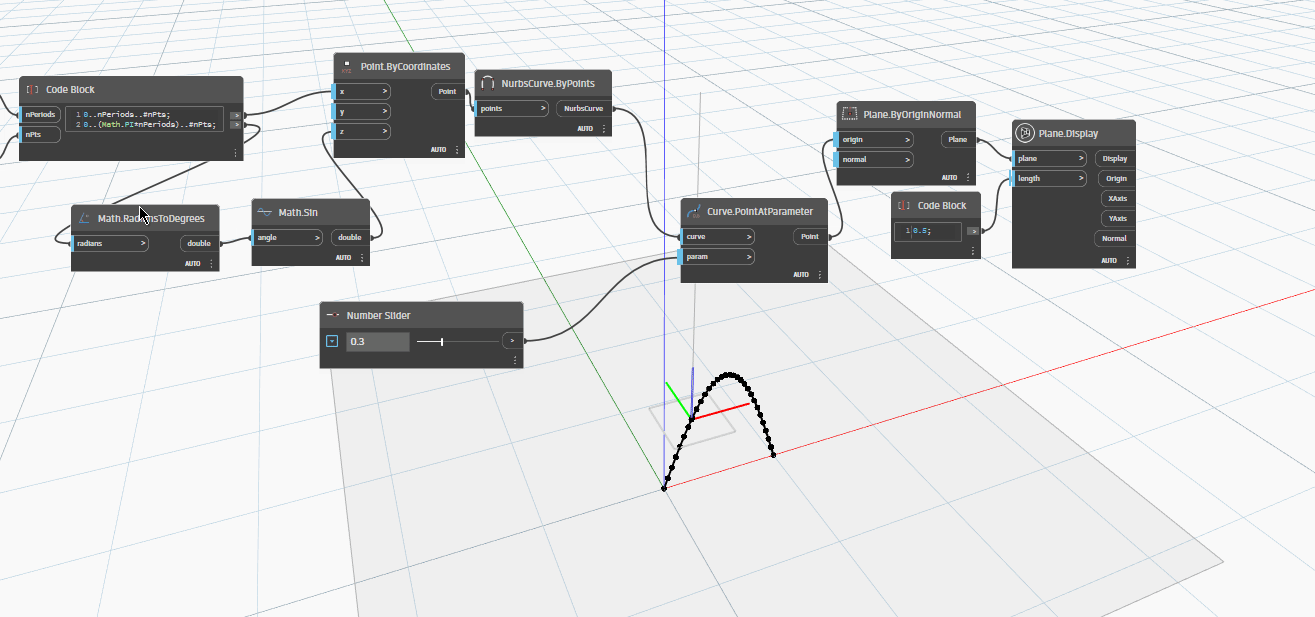 Code Block
nPeriods
nPts
1 0..nPeriods..#nPts;
2 0..(Math.PI*nPeriods)..#nPts;
>
>
Point.ByCoordinates
XYZ
x >
y >
z >
Point
AUTO
NurbsCurve.ByPoints
points >
NurbsCurve
AUTO
Math.RadiansToDegrees
radians >
double
AUTO
Math.Sin
angle >
double
AUTO
Number Slider
0.3
>
Curve.PointAtParameter
curve >
param >
Point
AUTO
Plane.ByOriginNormal
origin >
normal >
Plane
AUTO
Code Block
1 0.5;
>
Plane.Display
plane >
length >
Display
Origin
XAxis
YAxis
Normal
AUTO